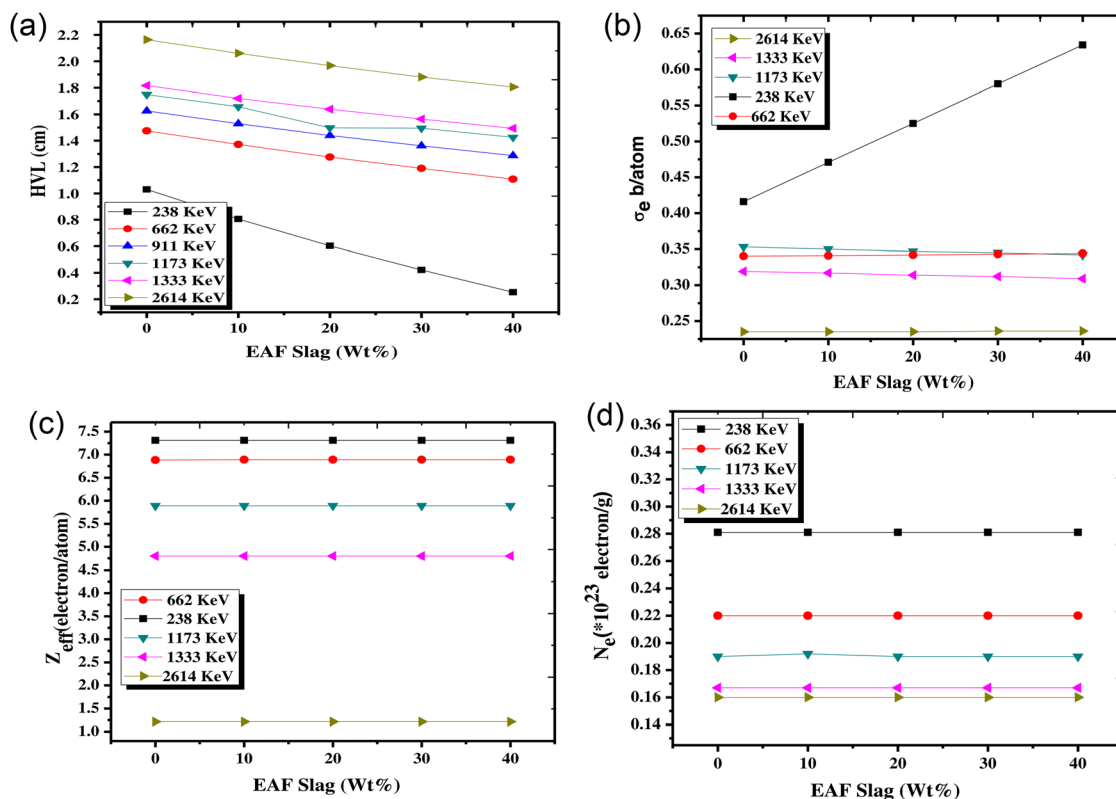 (a)
2.2
2.0
1.8
1.6
1.4
1.2
1.0
0.8
0.6
0.4
0.2
HVL (cm)
238 KeV
662 KeV
911 KeV
1173 KeV
1333 KeV
2614 KeV
0 10 20 30 40
EAF Slag (Wt%)
(b)
0.65
0.60
0.55
0.50
0.45
0.40
0.35
0.30
0.25
σe b/atom
2614 KeV
1333 KeV
1173 KeV
238 KeV
662 KeV
0 10 20 30 40
EAF Slag (Wt%)
(c)
7.5
7.0
6.5
6.0
5.5
5.0
4.5
4.0
3.5
3.0
2.5
2.0
1.5
1.0
Zeff(electron/atom)
662 KeV
238 KeV
1173 KeV
1333 KeV
2614 KeV
0 10 20 30 40
EAF Slag (Wt%)
(d)
0.36
0.34
0.32
0.30
0.28
0.26
0.24
0.22
0.20
0.18
0.16
0.14
Ne(*10²³ electron/g)
238 KeV
662 KeV
1173 KeV
1333 KeV
2614 KeV
0 10 20 30 40
EAF Slag (Wt%)